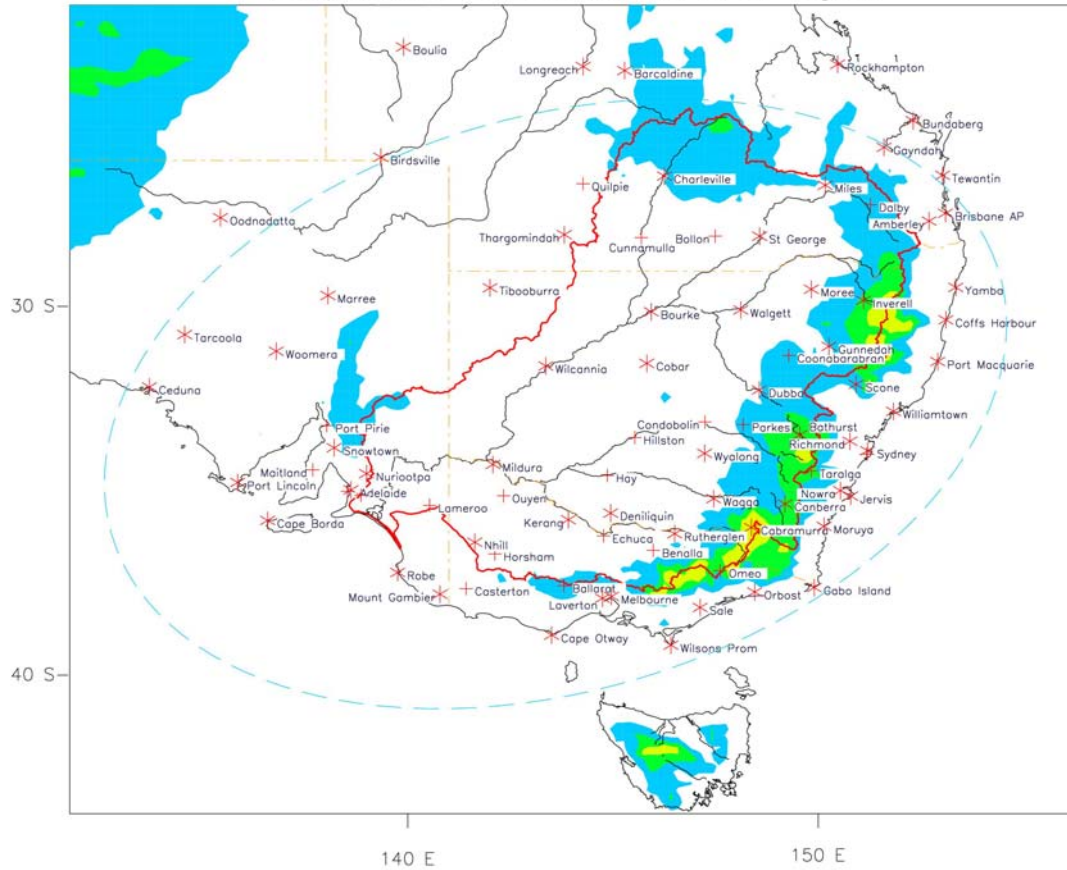 Boulia
Longreach
Barcaldine
Rockhampton
Bundaberg
Gayndah
Birdsville
Tewantin
Charleville
Quilpie
Miles
Dalby
Oodnadatta
Brisbane AP
Amberley
Thargomindah
Cunnamulla
Bollon
St George
Tibooburra
Moree
Yamba
Marree
30 S
Inverell
Bourke
Walgett
Coffs Harbour
Tarcoola
Woomera
Gunnedah
Coonabarabran
Port Macquarie
Wilcannia
Cobar
Ceduna
Scone
Dubbo
Williamtown
Port Pirie
Condobolin
Parkes
Bathurst
Hillston
Richmond
Snowtown
Wyalong
Sydney
Mildura
Maitland
Nuriootpa
Hay
Taralga
Port Lincoln
Adelaide
Ouyen
Wagga
Nowra
Jervis
Lameroo
Canberra
Deniliquin
Cape Borda
Kerang
Cabramurra
Moruya
Echuca
Rutherglen
Nhill
Benalla
Horsham
Robe
Omeo
Mount Gambier
Casterton
Ballarat
Orbost
Gabo Island
Laverton
Melbourne
Sale
Cape Otway
Wilsons Prom
40 S
140 E
150 E